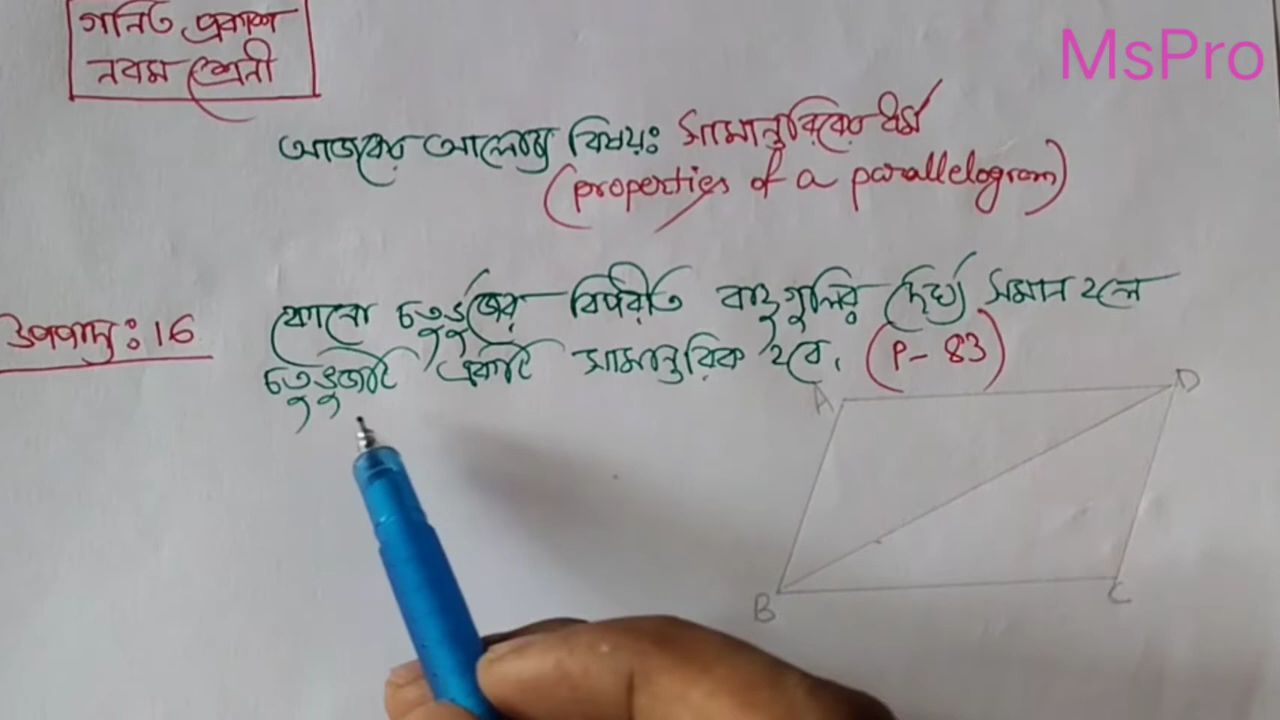 গনিত প্রকাশ
নবম শ্রেনী
MsPro
আজকের আলোচ্য বিষয়ঃ সামান্তরিকের ধর্ম
(properties of a parallelogram)
উপপাদ্যঃ 16
কোনো চতুর্ভুজের বিপরীত বাহুগুলির দৈর্ঘ্য সমান হলে
চতুর্ভুজটি একটি সামান্তরিক হবে। (P-83)
A
D
B
C